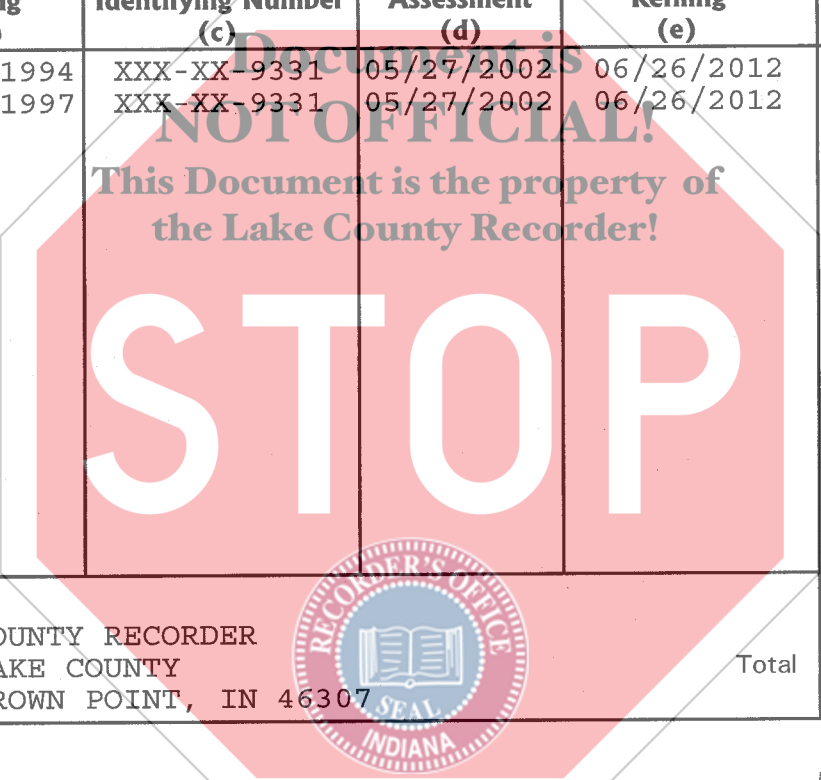 Identifying Number Assessment Refiling
(c) (d) (e)
1994 XXX-XX-9331 05/27/2002 06/26/2012
1997 XXX-XX-9331 05/27/2002 06/26/2012
Document is
NOT OFFICIAL!
This Document is the property of
the Lake County Recorder!
STOP
OUNTY RECORDER
AKE COUNTY
ROWN POINT, IN 46307
Total
RECORDER'S OFFICE
SEAL
INDIANA